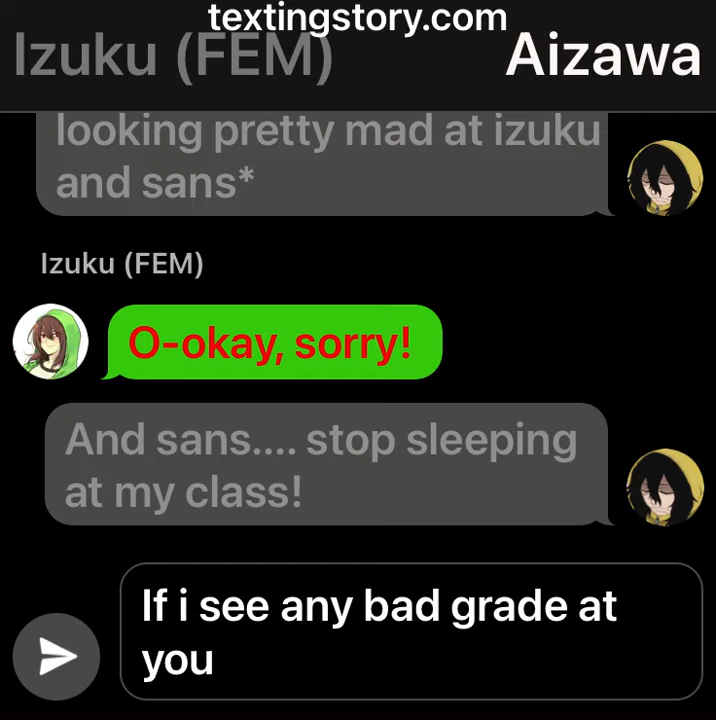 textingstory.com
Izuku (FEM)
Aizawa
looking pretty mad at izuku
and sans*
Izuku (FEM)
O-okay, sorry!
And sans.... stop sleeping
at my class!
If i see any bad grade at
you